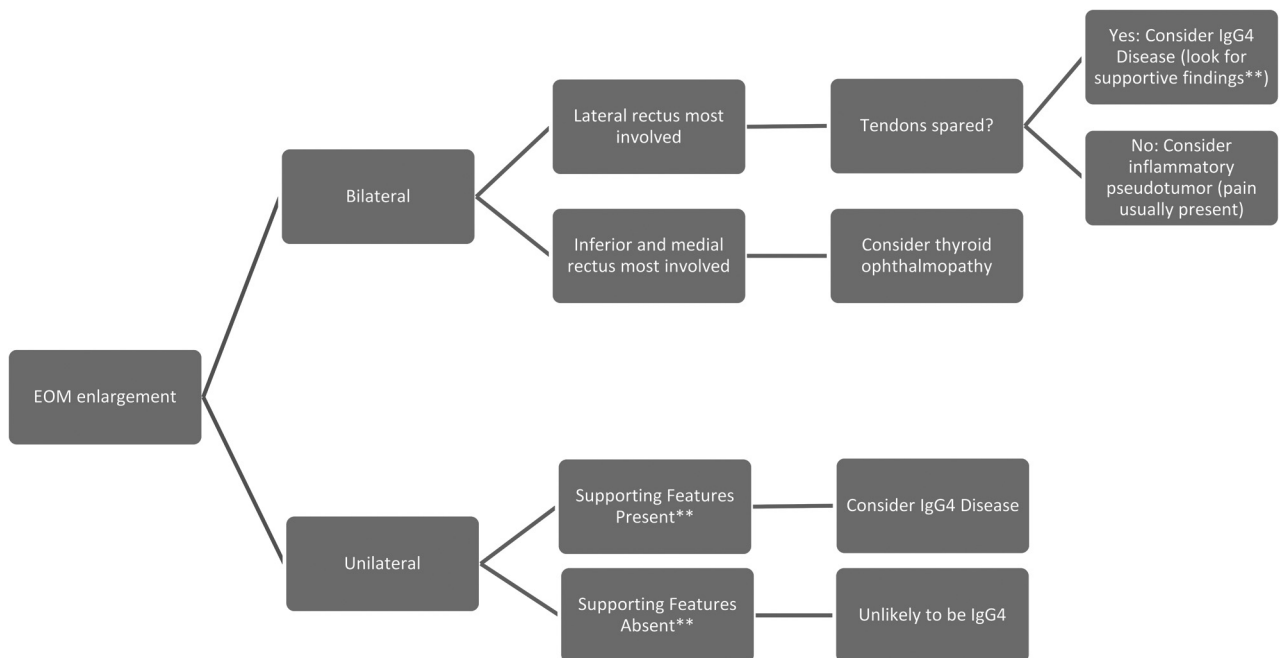 EOM enlargement
Bilateral
Lateral rectus most
involved
Tendons spared?
Yes: Consider IgG4
Disease (look for
supportive findings**)
No: Consider
inflammatory
pseudotumor (pain
usually present)
Inferior and medial
rectus most involved
Consider thyroid
ophthalmopathy
Unilateral
Supporting Features
Present**
Consider IgG4 Disease
Supporting Features
Absent**
Unlikely to be IgG4